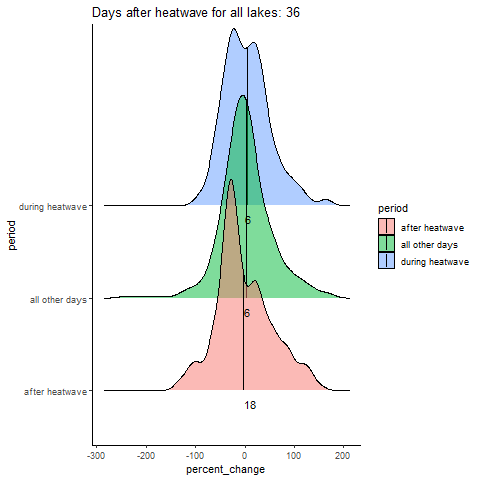 Days after heatwave for all lakes: 36
period
during heatwave
all other days
after heatwave
6
6
18
-300 -200 -100 0 100 200
percent_change
period
after heatwave
all other days
during heatwave